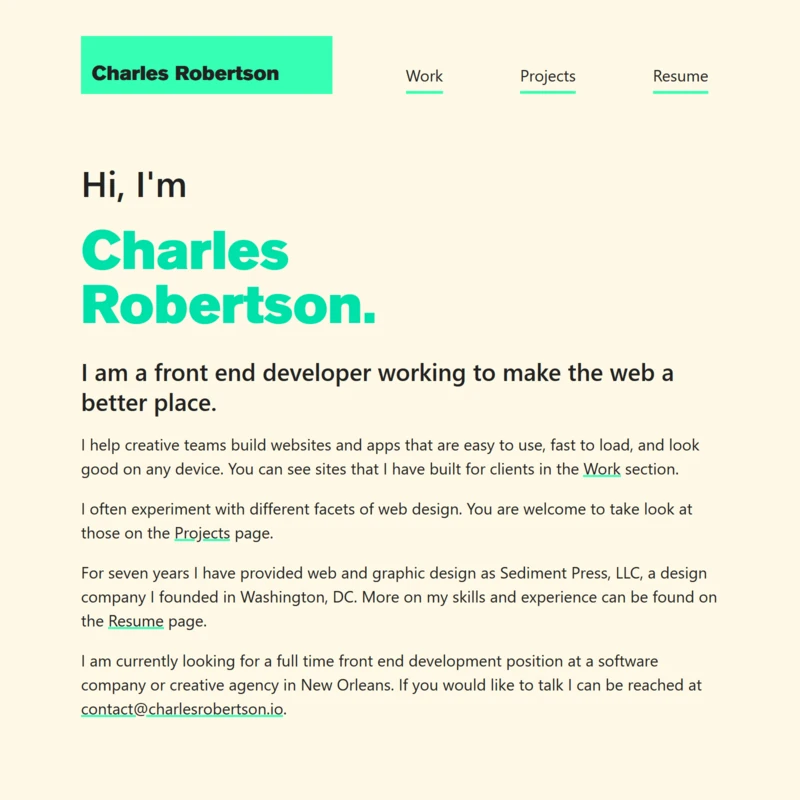 Charles Robertson
Work
Projects
Resume
Hi, I'm
Charles
Robertson.
I am a front end developer working to make the web a
better place.
I help creative teams build websites and apps that are easy to use, fast to load, and look
good on any device. You can see sites that I have built for clients in the Work section.
I often experiment with different facets of web design. You are welcome to take look at
those on the Projects page.
For seven years I have provided web and graphic design as Sediment Press, LLC, a design
company I founded in Washington, DC. More on my skills and experience can be found on
the Resume page.
I am currently looking for a full time front end development position at a software
company or creative agency in New Orleans. If you would like to talk I can be reached at
contact@charlesrobertson.io.